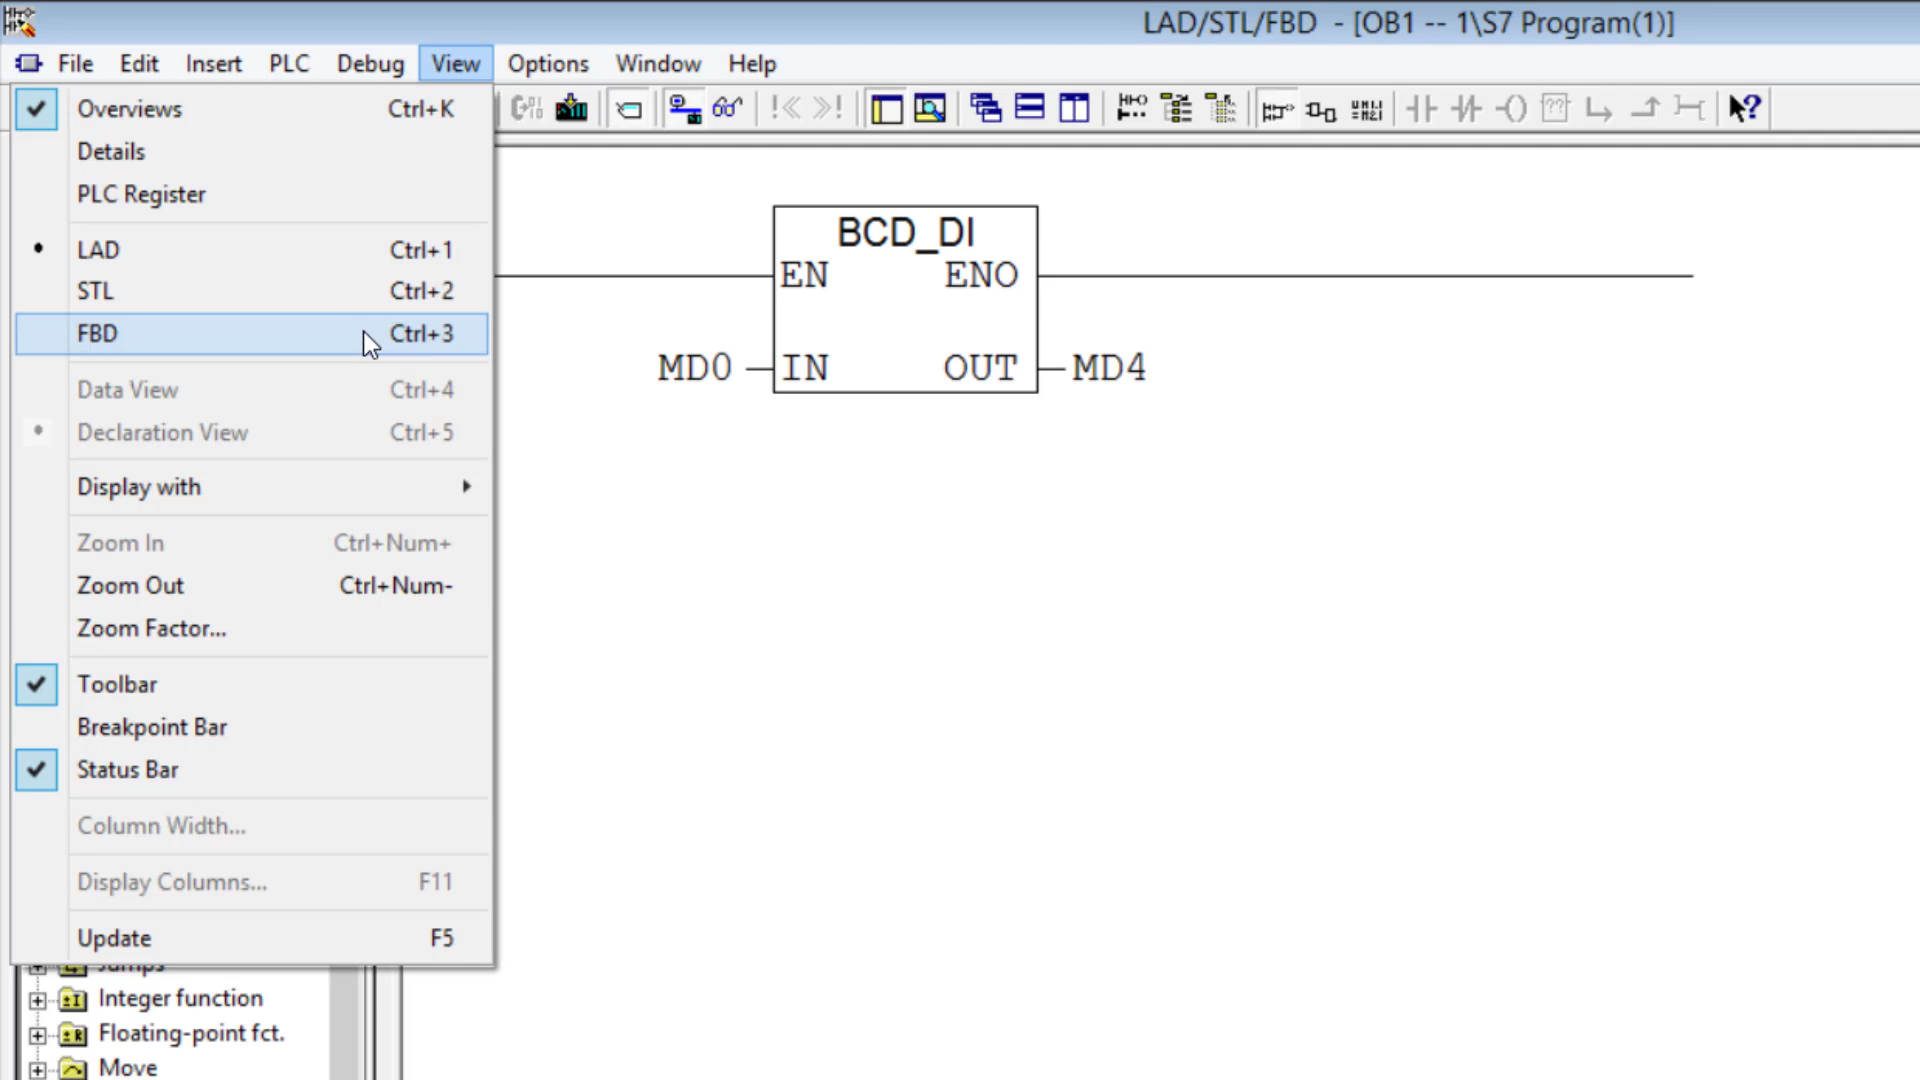 LAD/STL/FBD - [OB1 -- 1\S7 Program(1)]
File Edit Insert PLC Debug View Options Window Help
Overviews Ctrl+K
Details
PLC Register
LAD Ctrl+1
STL Ctrl+2
FBD Ctrl+3
Data View Ctrl+4
Declaration View Ctrl+5
Display with
Zoom In Ctrl+Num+
Zoom Out Ctrl+Num-
Zoom Factor...
Toolbar
Breakpoint Bar
Status Bar
Column Width...
Display Columns... F11
Update F5
Jumps
Integer function
Floating-point fct.
Move
BCD_DI
EN ENO
MD0 IN OUT MD4